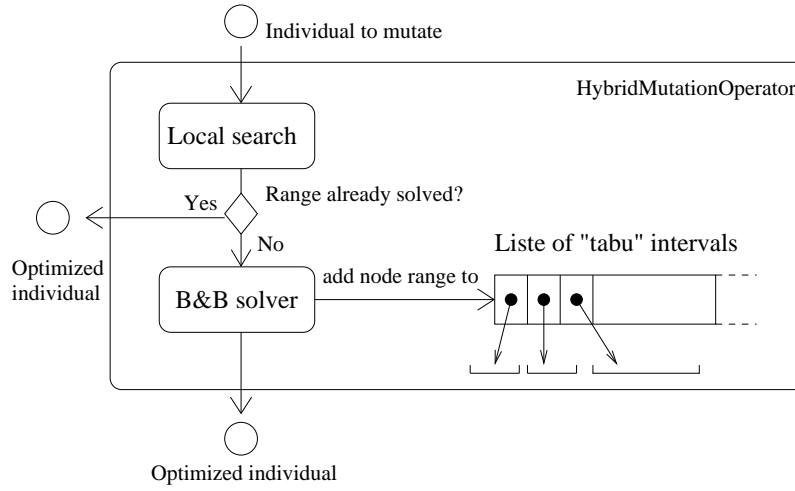 Individual to mutate
HybridMutationOperator
Local search
Range already solved?
Yes
No
Liste of "tabu" intervals
Optimized
individual
B&B solver
add node range to
Optimized individual